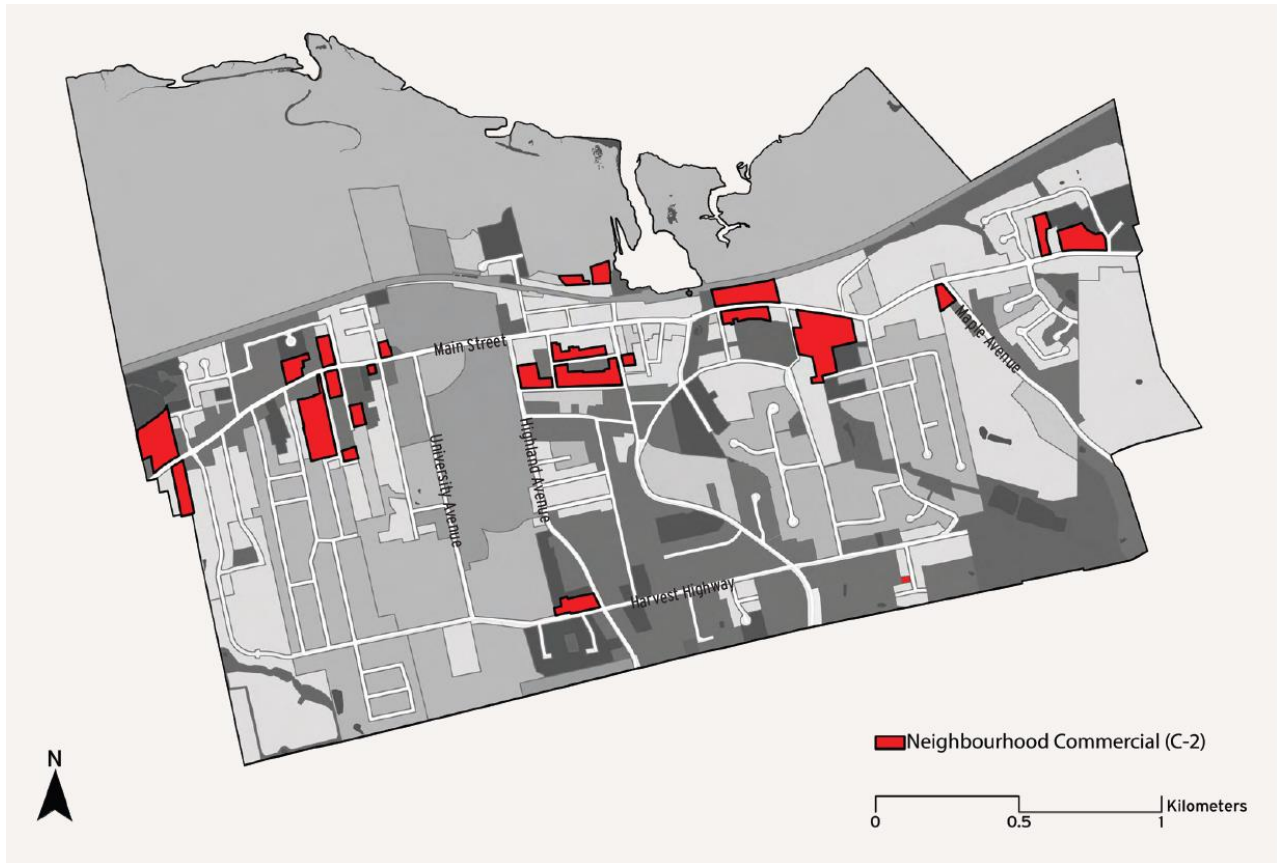 Main Street
Maple Avenue
University Avenue
Highland Avenue
Harvest Highway
Neighbourhood Commercial (C-2)
N
Kilometers
0 0.5 1